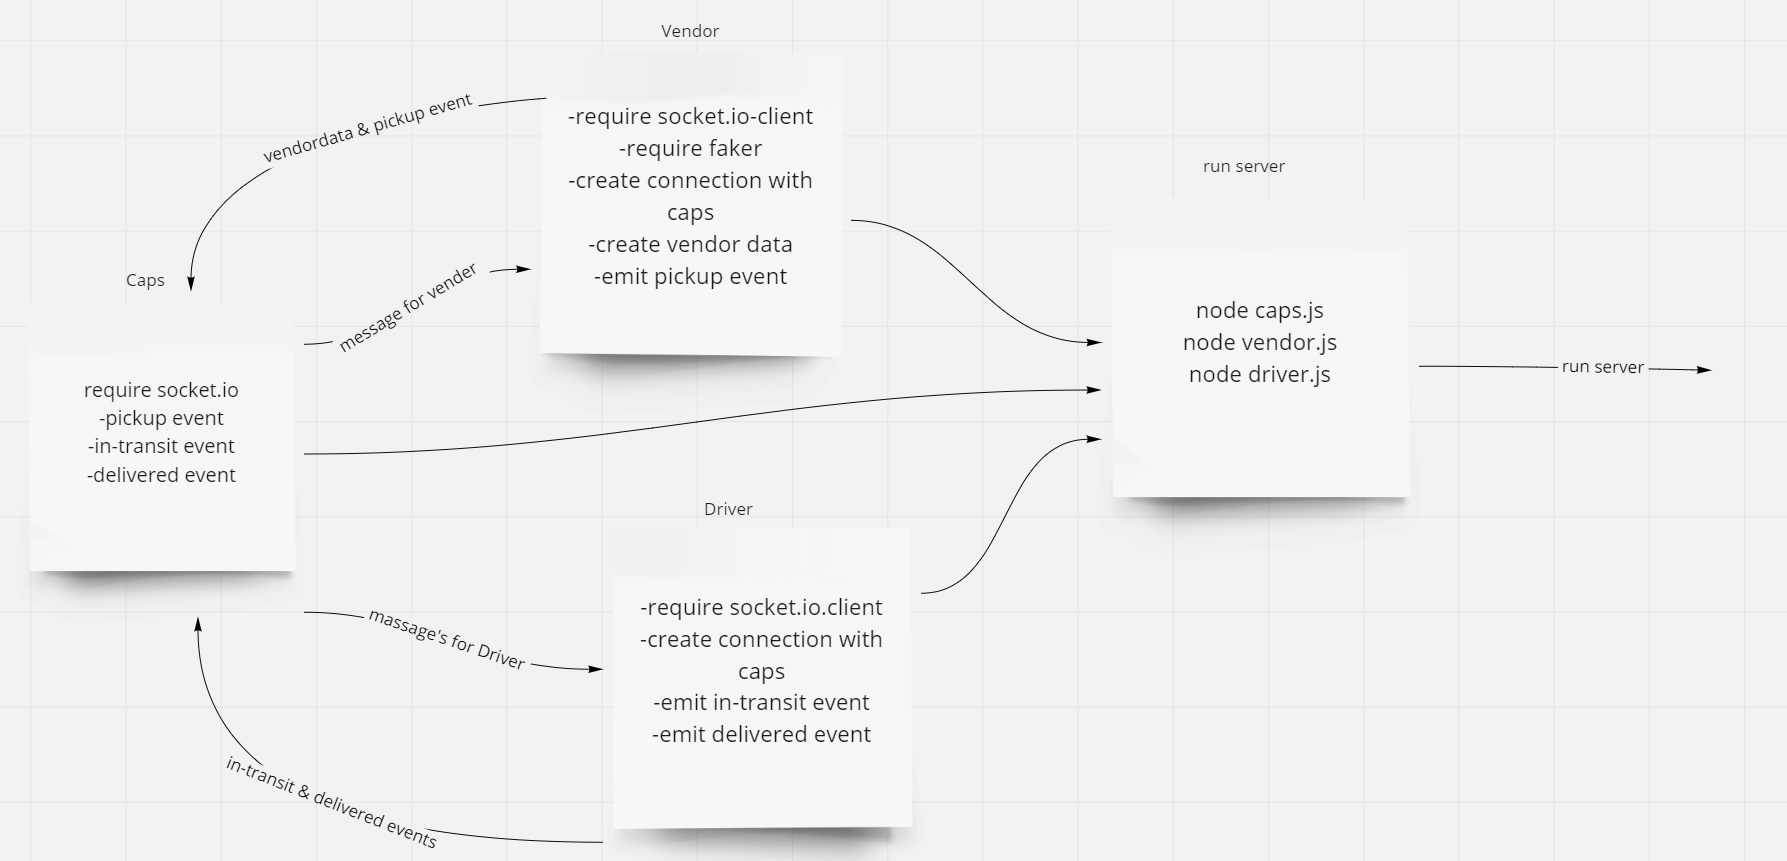 Vendor
vendordata & pickup event
-require socket.io-client
-require faker
-create connection with
caps
-create vendor data
-emit pickup event
run server
node caps.js
node vendor.js
node driver.js
run server
Caps
message for vender
require socket.io
-pickup event
-in-transit event
-delivered event
Driver
massage's for Driver
-require socket.io.client
-create connection with
caps
-emit in-transit event
-emit delivered event
in-transit & delivered events